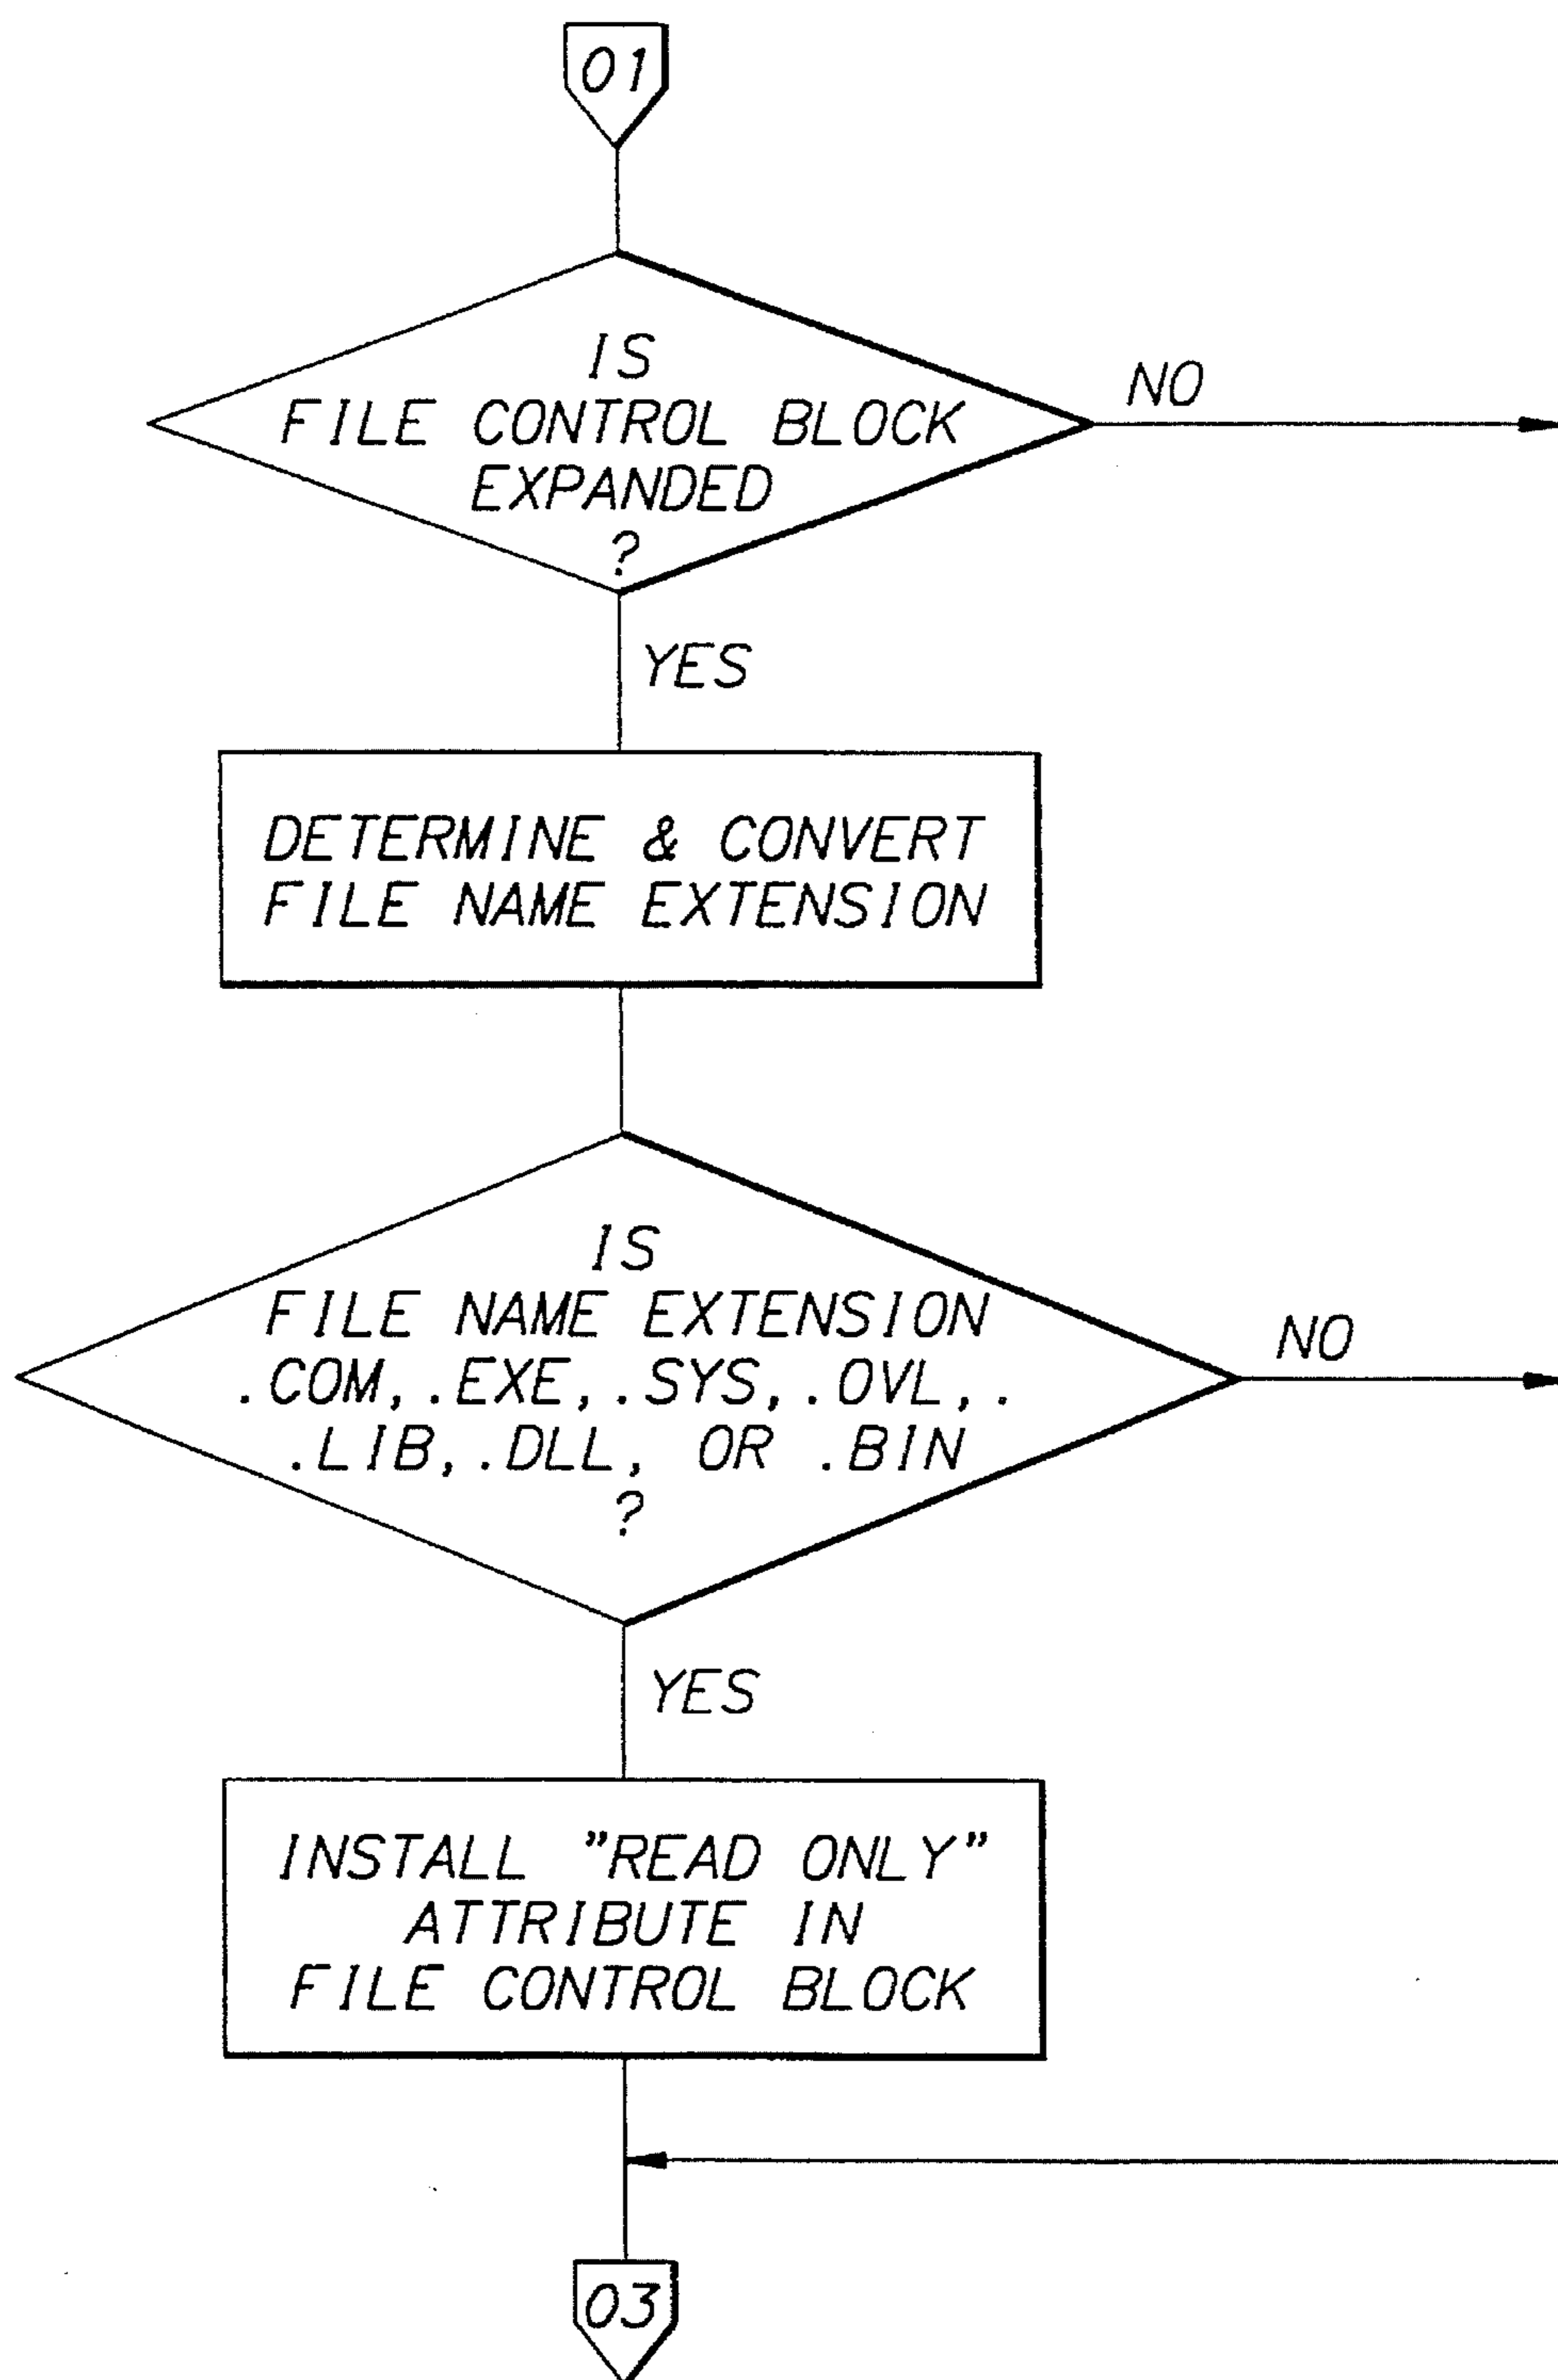 01
IS
FILE CONTROL BLOCK
EXPANDED
?
NO
YES
DETERMINE & CONVERT
FILE NAME EXTENSION
IS
FILE NAME EXTENSION
.COM,.EXE,.SYS,.OVL,.
.LIB,.DLL, OR .BIN
?
NO
YES
INSTALL "READ ONLY"
ATTRIBUTE IN
FILE CONTROL BLOCK
03